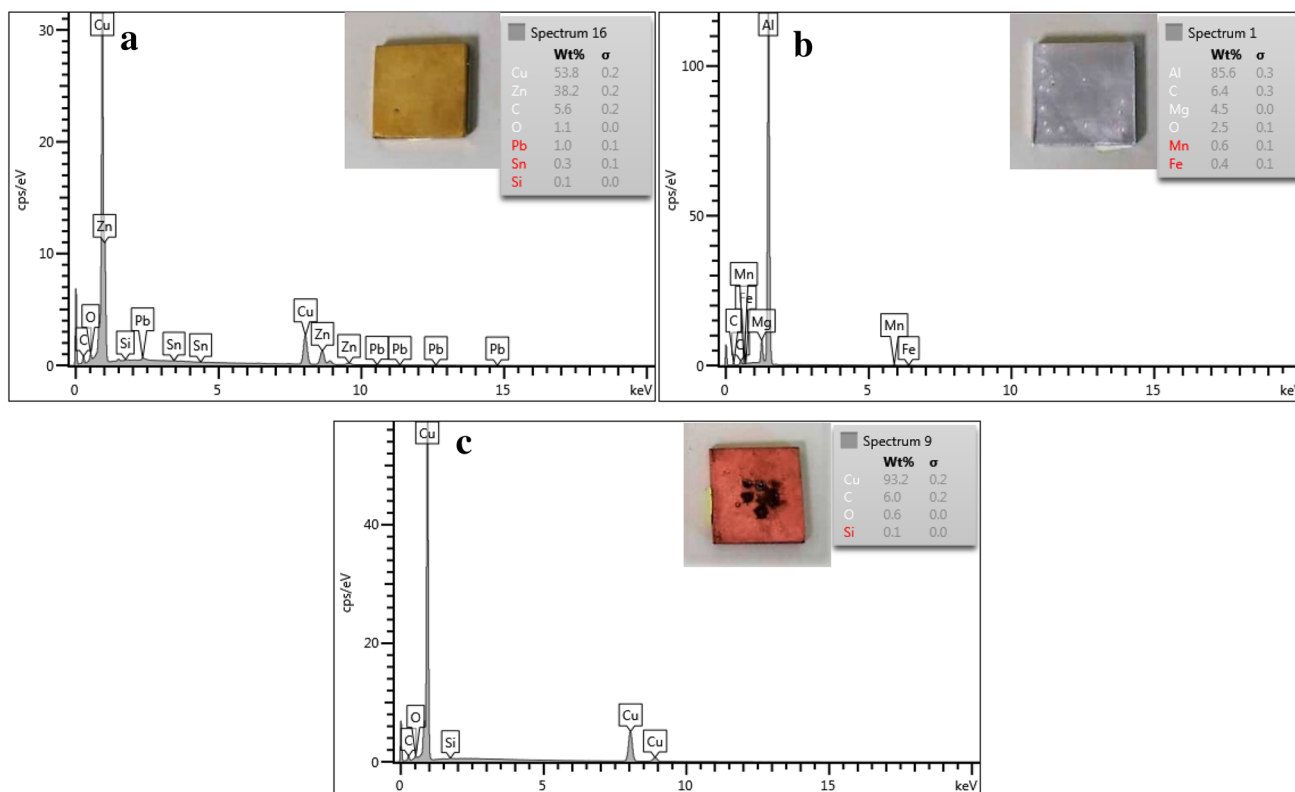 a
Spectrum 16
Wt% σ
Cu 53.8 0.2
Zn 38.2 0.2
C 5.6 0.2
O 1.1 0.0
Pb 1.0 0.1
Sn 0.3 0.1
Si 0.1 0.0
cps/eV
30
20
10
0
Cu
Zn
O
C
Si
Pb
Sn
Sn
Cu
Zn
Zn
Pb
Pb
Pb
Pb
0 5 10 15 keV
b
Spectrum 1
Wt% σ
Al 85.6 0.3
C 6.4 0.3
Mg 4.5 0.0
O 2.5 0.1
Mn 0.6 0.1
Fe 0.4 0.1
cps/eV
100
50
0
Al
Mn
Fe
C
Mg
Mn
Fe
0 5 10 15 keV
c
Spectrum 9
Wt% σ
Cu 93.2 0.2
C 6.0 0.2
O 0.6 0.0
Si 0.1 0.0
cps/eV
40
20
0
Cu
O
C
Si
Cu
Cu
0 5 10 15 keV